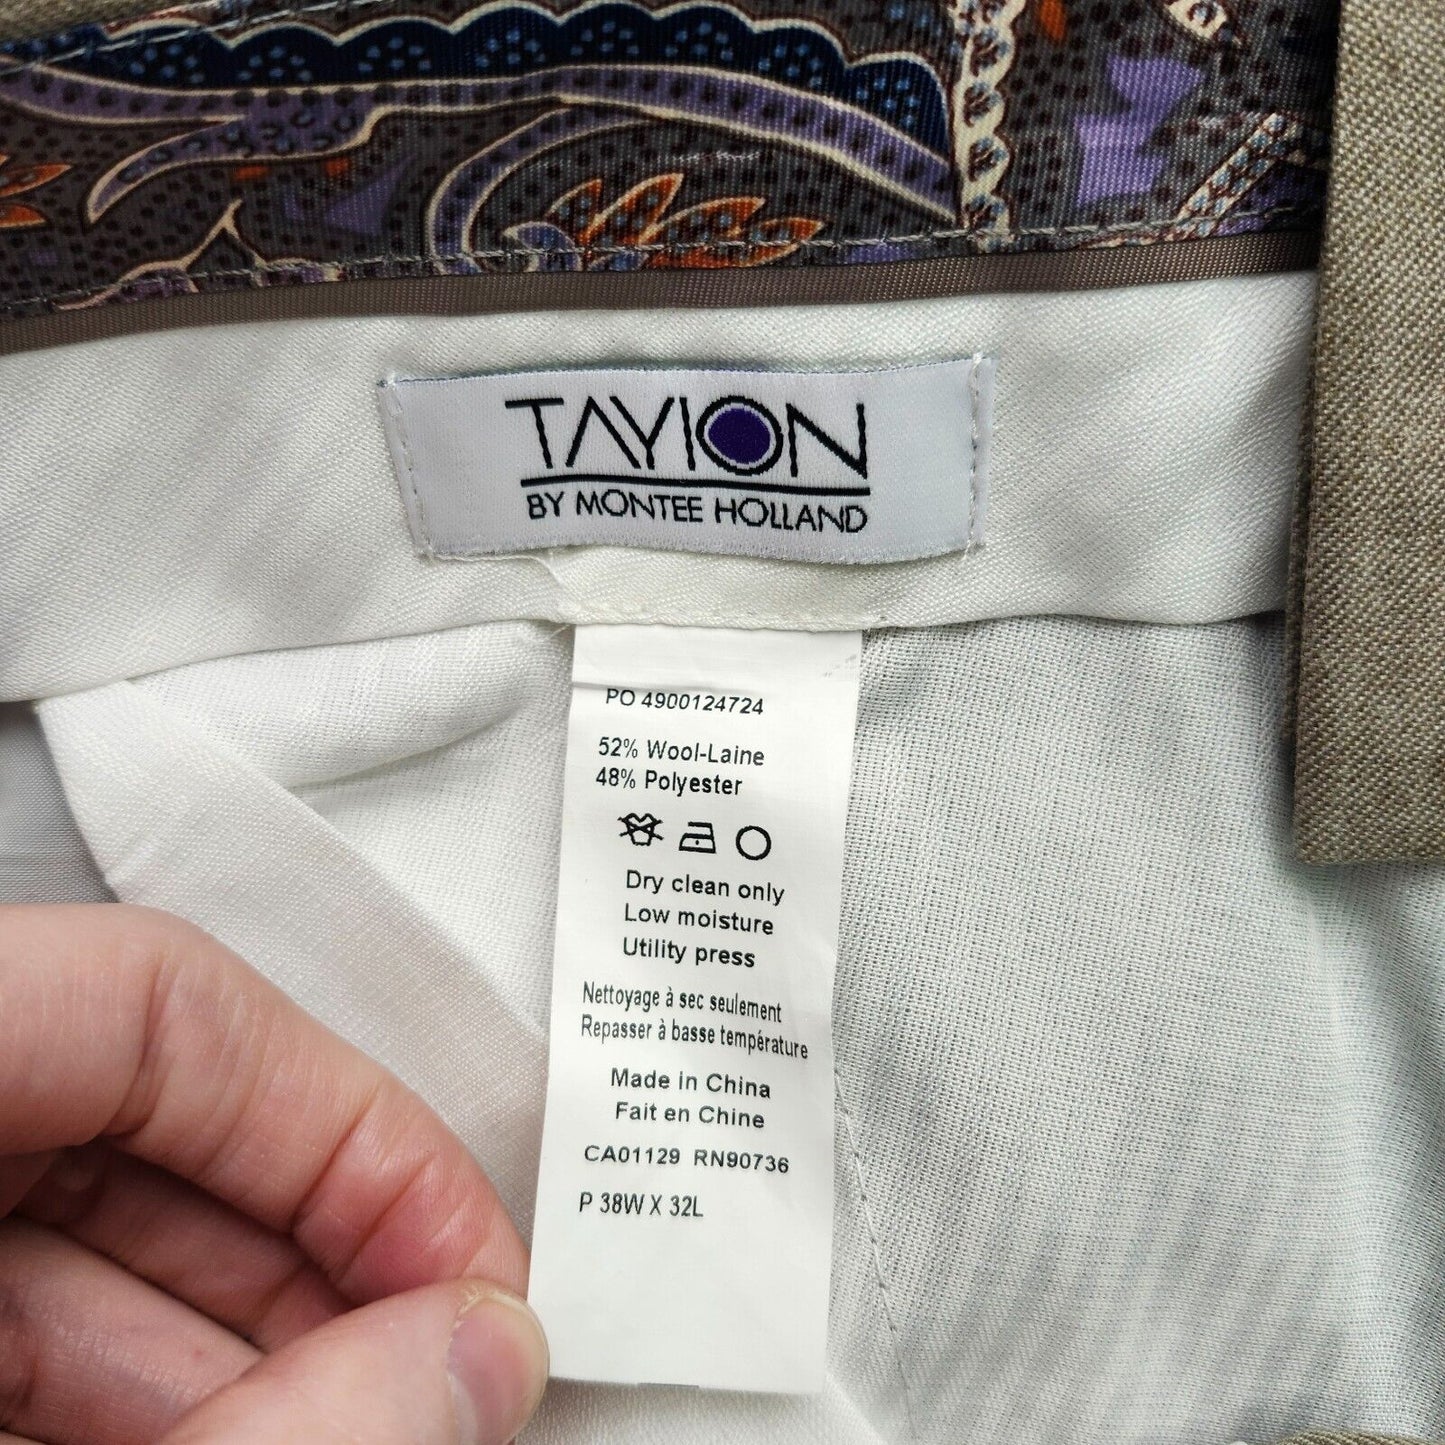 TAYION
BY MONTEE HOLLAND
PO 4900124724
52% Wool-Laine
48% Polyester
Dry clean only
Low moisture
Utility press
Nettoyage à sec seulement
Repasser à basse température
Made in China
Fait en Chine
CA01129 RN90736
P 38W X 32L